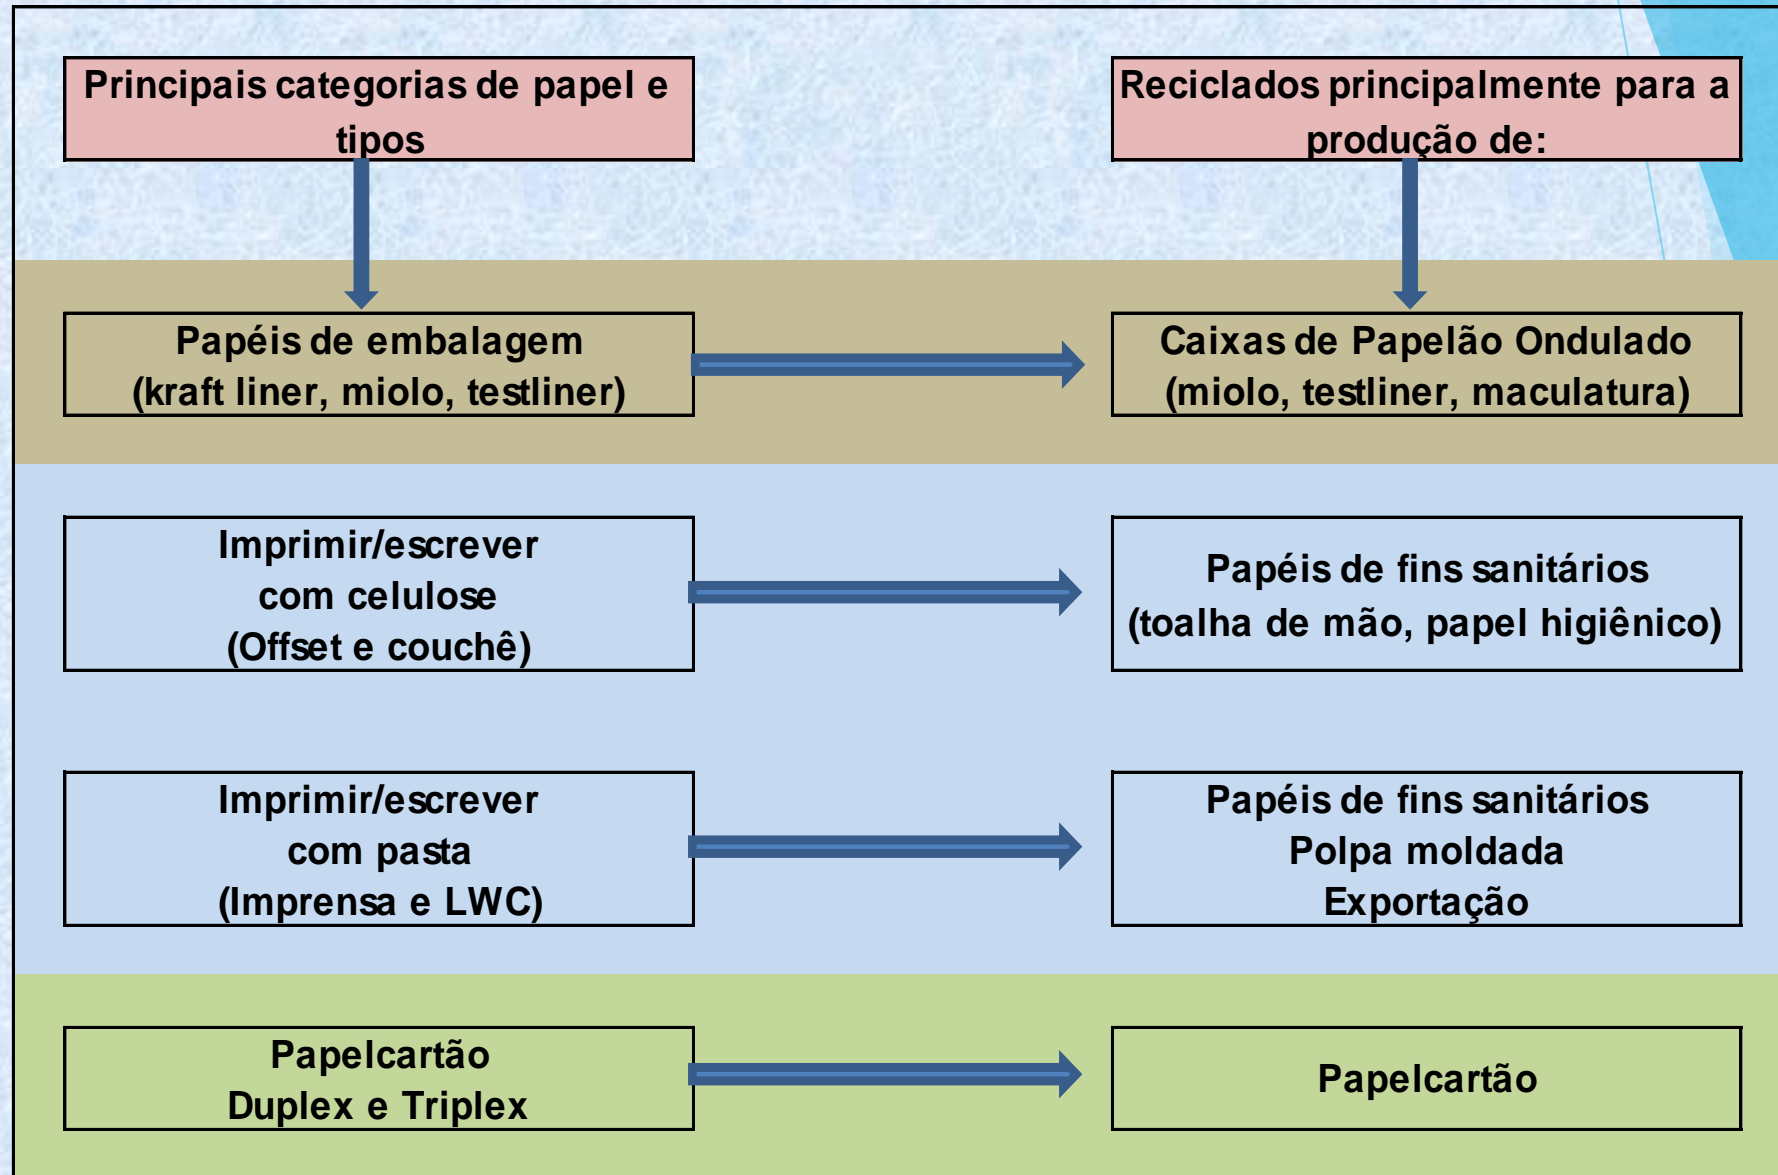 Principais categorias de papel e
tipos
Reciclados principalmente para a
produção de:
Papéis de embalagem
(kraft liner, miolo, testliner)
Caixas de Papelão Ondulado
(miolo, testliner, maculatura)
Imprimir/escrever
com celulose
(Offset e couchê)
Papéis de fins sanitários
(toalha de mão, papel higiênico)
Imprimir/escrever
com pasta
(Imprensa e LWC)
Papéis de fins sanitários
Polpa moldada
Exportação
Papelcartão
Duplex e Triplex
Papelcartão